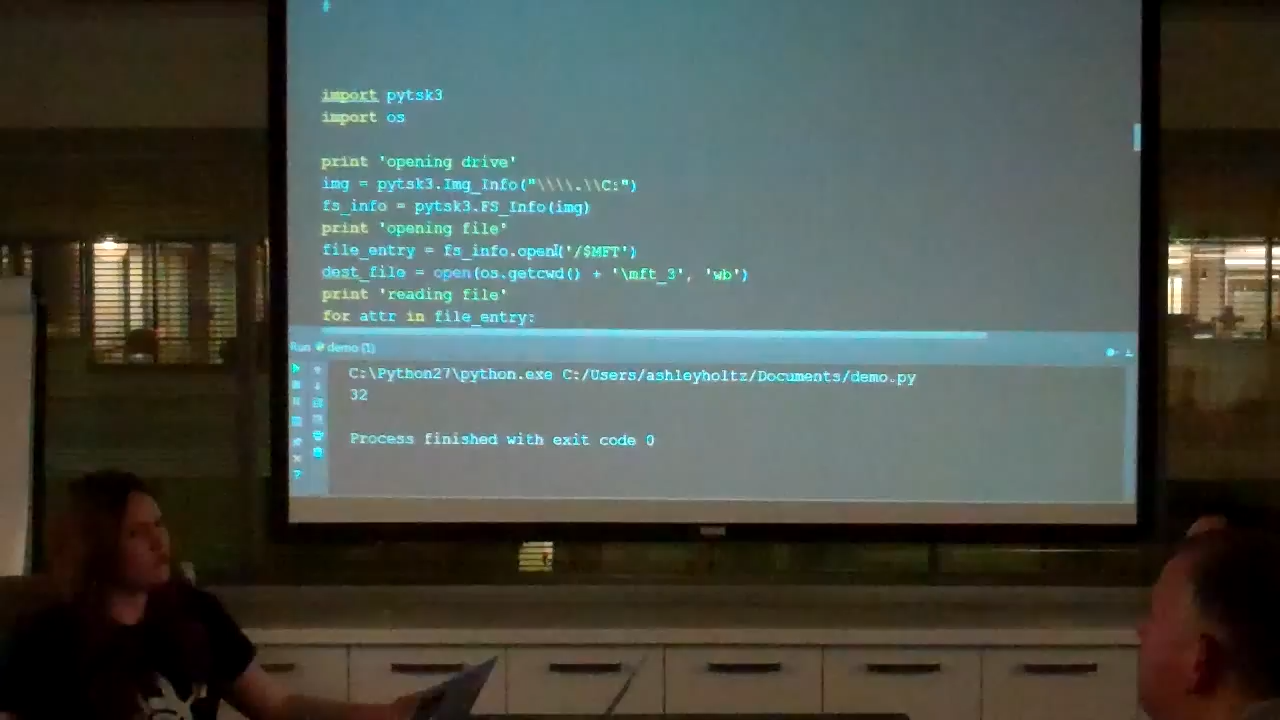 #
import pytsk3
import os
print 'opening drive'
img = pytsk3.Img_Info("\\\\.\\C:")
fs_info = pytsk3.FS_Info(img)
print 'opening file'
file_entry = fs_info.open('/$MFT')
dest_file = open(os.getcwd() + '\mft_3', 'wb')
print 'reading file'
for attr in file_entry:
Run demo (1)
C:\Python27\python.exe C:/Users/ashleyholtz/Documents/demo.py
32
Process finished with exit code 0